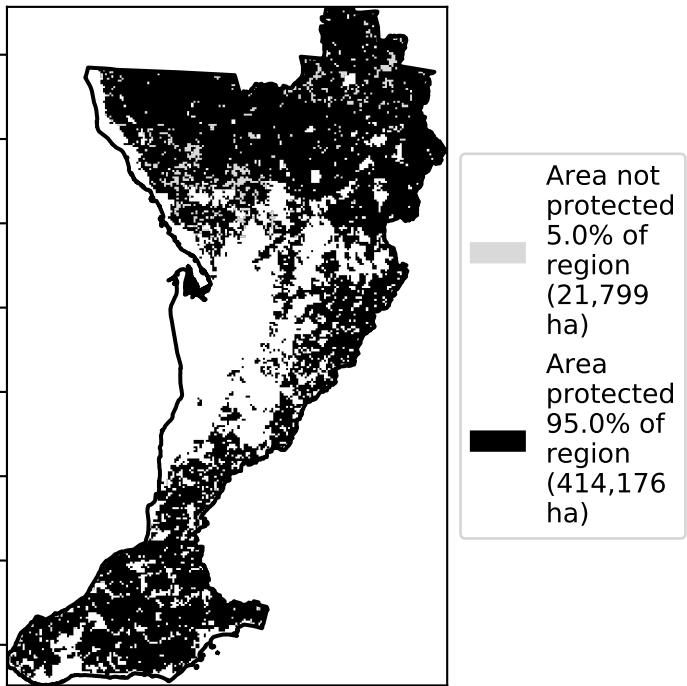 Area not
protected
5.0% of
region
(21,799
ha)
Area
protected
95.0% of
region
(414,176
ha)